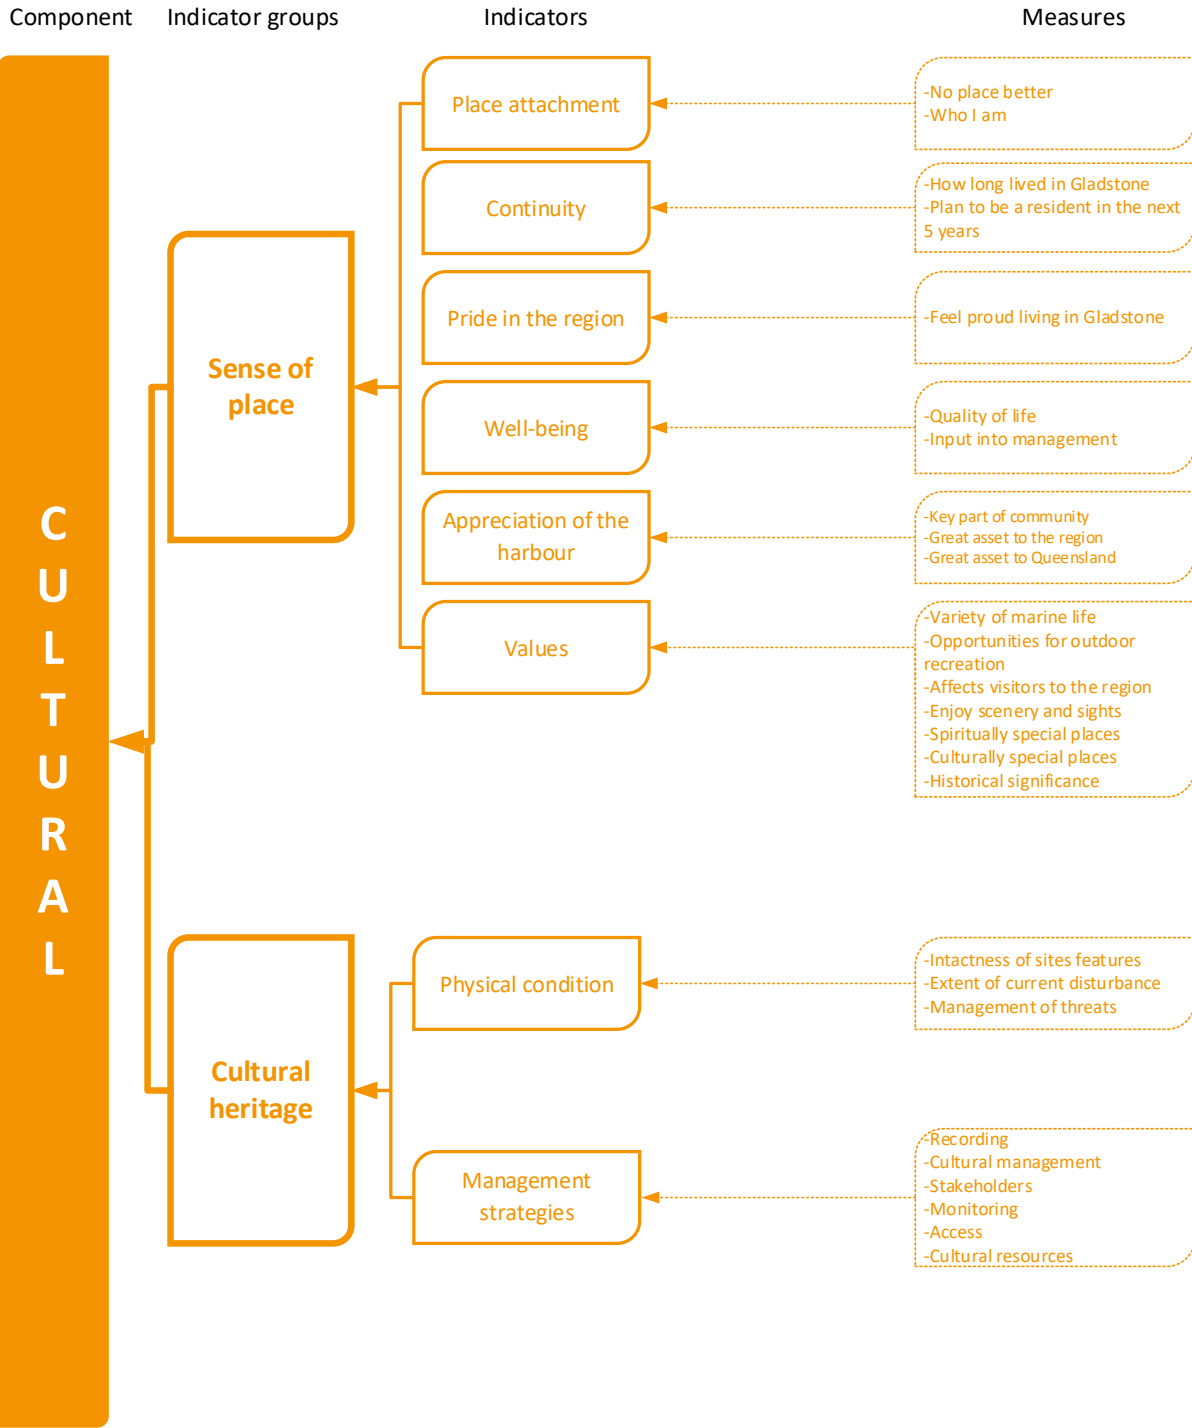 Component Indicator groups Indicators Measures
C
U
L
T
U
R
A
L
Sense of
place
Cultural
heritage
Place attachment
Continuity
Pride in the region
Well-being
Appreciation of the
harbour
Values
Physical condition
Management
strategies
-No place better
-Who I am
-How long lived in Gladstone
-Plan to be a resident in the next
5 years
-Feel proud living in Gladstone
-Quality of life
-Input into management
-Key part of community
-Great asset to the region
-Great asset to Queensland
-Variety of marine life
-Opportunities for outdoor
recreation
-Affects visitors to the region
-Enjoy scenery and sights
-Spiritually special places
-Culturally special places
-Historical significance
-Intactness of sites features
-Extent of current disturbance
-Management of threats
-Recording
-Cultural management
-Stakeholders
-Monitoring
-Access
-Cultural resources